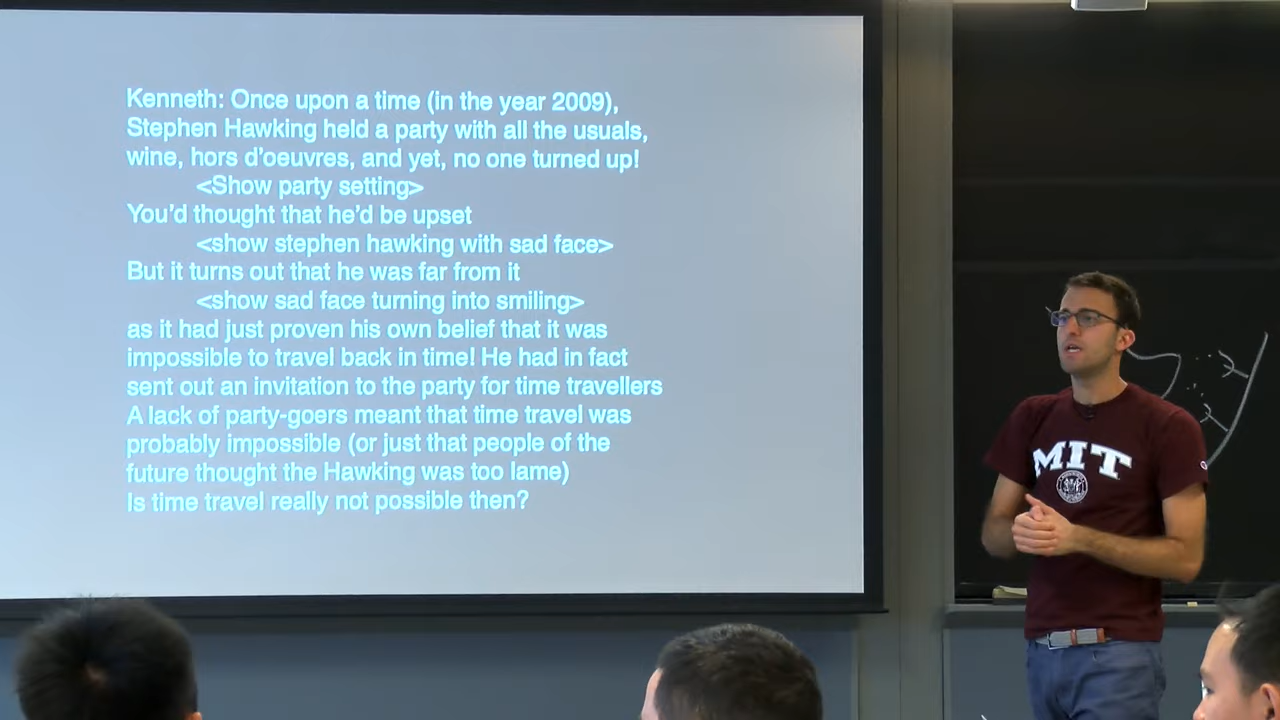 Kenneth: Once upon a time (in the year 2009),
Stephen Hawking held a party with all the usuals,
wine, hors d'oeuvres, and yet, no one turned up!
<Show party setting>
You'd thought that he'd be upset
<show stephen hawking with sad face>
But it turns out that he was far from it
<show sad face turning into smiling>
as it had just proven his own belief that it was
impossible to travel back in time! He had in fact
sent out an invitation to the party for time travellers
A lack of party-goers meant that time travel was
probably impossible (or just that people of the
future thought the Hawking was too lame)
Is time travel really not possible then?
MIT